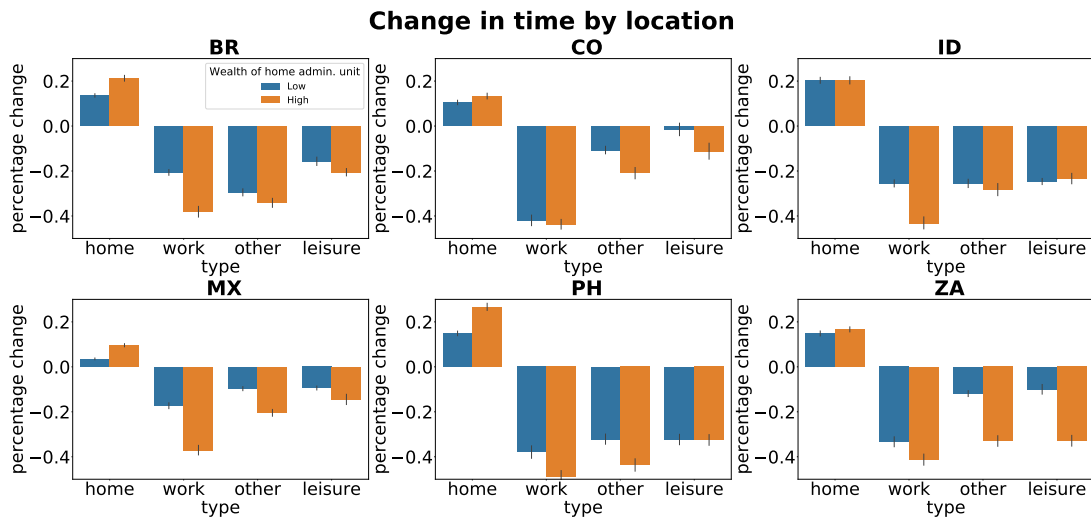 Change in time by location
BR
CO
ID
percentage change
0.2
0.0
−0.2
−0.4
Wealth of home admin. unit
Low
High
home work other leisure
type
percentage change
0.2
0.0
−0.2
−0.4
home work other leisure
type
percentage change
0.2
0.0
−0.2
−0.4
home work other leisure
type
MX
PH
ZA
percentage change
0.2
0.0
−0.2
−0.4
home work other leisure
type
percentage change
0.2
0.0
−0.2
−0.4
home work other leisure
type
percentage change
0.2
0.0
−0.2
−0.4
home work other leisure
type